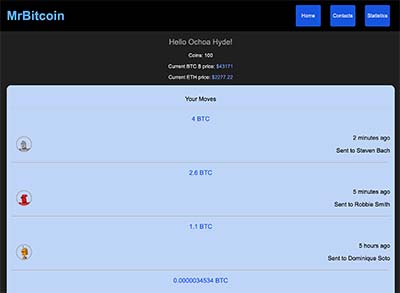 MrBitcoin
Home
Contacts
Statistics
Hello Ochoa Hyde!
Coins: 100
Current BTC $ price: $43171
Current ETH price: $2277.22
Your Moves
4 BTC
2 minutes ago
Sent to Steven Bach
2.6 BTC
5 minutes ago
Sent to Robbie Smith
1.1 BTC
5 hours ago
Sent to Dominique Soto
0.0000034534 BTC